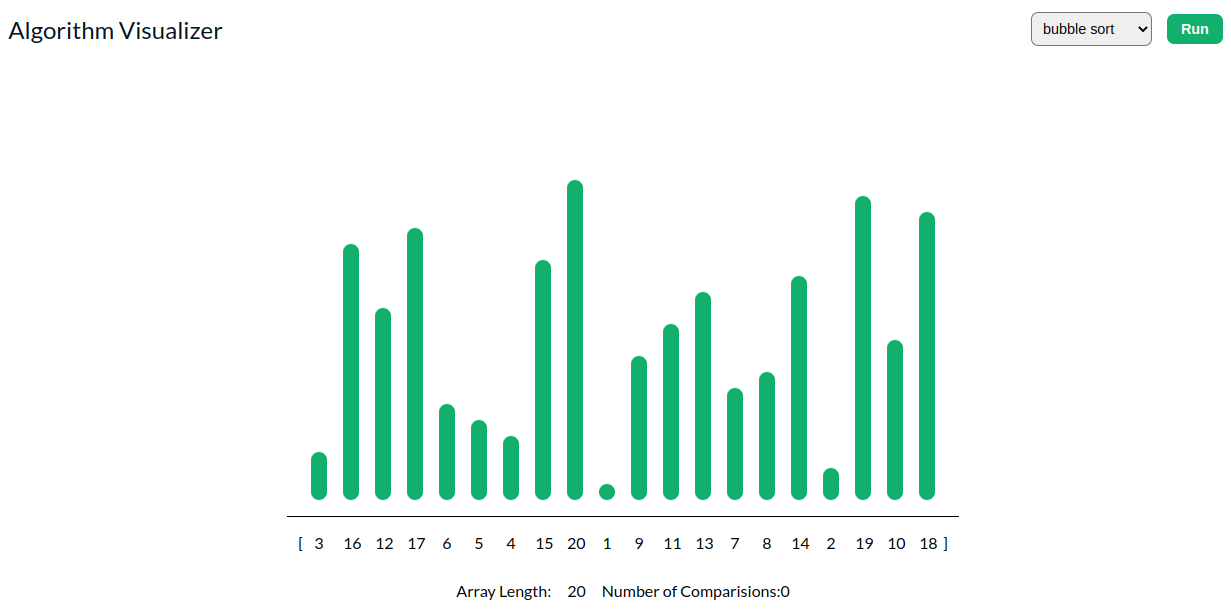 Algorithm Visualizer
bubble sort
Run
[ 3 16 12 17 6 5 4 15 20 1 9 11 13 7 8 14 2 19 10 18 ]
Array Length: 20 Number of Comparisions:0